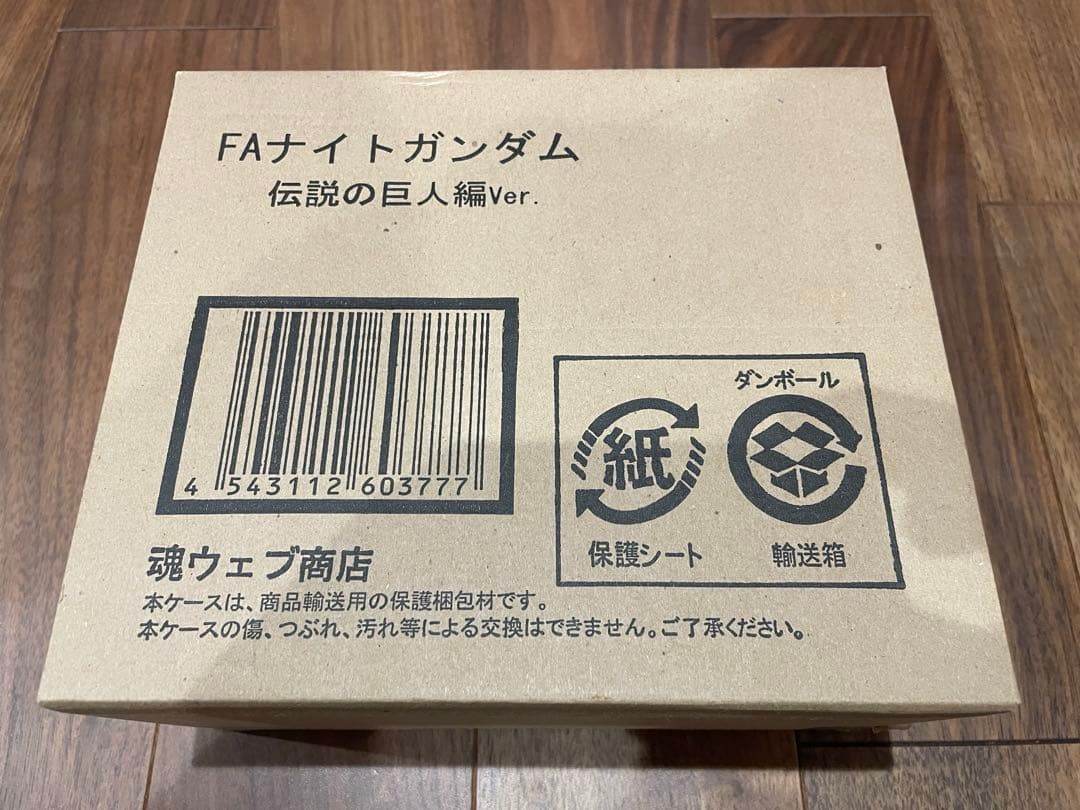 FAナイトガンダム
伝説の巨人編Ver.
4 543112 603777
ダンボール
紙
保護シート
輸送箱
魂ウェブ商店
本ケースは、商品輸送用の保護梱包材です。
本ケースの傷、つぶれ、汚れ等による交換はできません。ご了承ください。